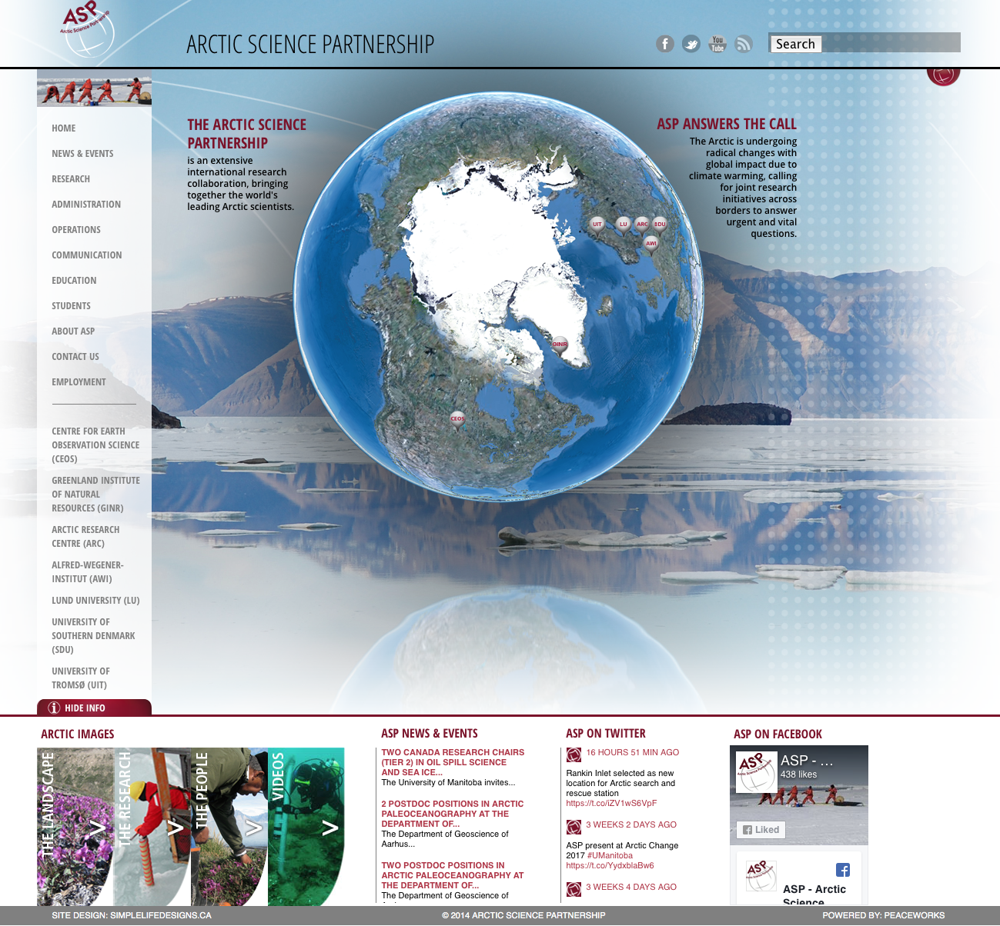 ASP
Arctic Science Partnership
ARCTIC SCIENCE PARTNERSHIP
f
You
Tube
Search
HOME
NEWS & EVENTS
RESEARCH
ADMINISTRATION
OPERATIONS
COMMUNICATION
EDUCATION
STUDENTS
ABOUT ASP
CONTACT US
EMPLOYMENT
CENTRE FOR EARTH
OBSERVATION SCIENCE
(CEOS)
GREENLAND INSTITUTE
OF NATURAL
RESOURCES (GINR)
ARCTIC RESEARCH
CENTRE (ARC)
ALFRED-WEGENER-
INSTITUT (AWI)
LUND UNIVERSITY (LU)
UNIVERSITY OF
SOUTHERN DENMARK
(SDU)
UNIVERSITY OF
TROMSØ (UIT)
HIDE INFO
THE ARCTIC SCIENCE
PARTNERSHIP
is an extensive
international research
collaboration, bringing
together the world's
leading Arctic scientists.
ASP ANSWERS THE CALL
The Arctic is undergoing
radical changes with
global impact due to
climate warming, calling
for joint research
initiatives across
borders to answer
urgent and vital
questions.
UIT LU ARC SDU
AWI
GINR
CEOS
ARCTIC IMAGES
THE LANDSCAPE
THE RESEARCH
THE PEOPLE
VIDEOS
ASP NEWS & EVENTS
TWO CANADA RESEARCH CHAIRS
(TIER 2) IN OIL SPILL SCIENCE
AND SEA ICE...
The University of Manitoba invites...
2 POSTDOC POSITIONS IN ARCTIC
PALEOCEANOGRAPHY AT THE
DEPARTMENT OF...
The Department of Geoscience of
Aarhus...
TWO POSTDOC POSITIONS IN
ARCTIC PALEOCEANOGRAPHY AT
THE DEPARTMENT OF...
The Department of Geoscience of
ASP ON TWITTER
16 HOURS 51 MIN AGO
Rankin Inlet selected as new
location for Arctic search and
rescue station
https://t.co/iZV1wS6VpF
3 WEEKS 2 DAYS AGO
ASP present at Arctic Change
2017 #UManitoba
https://t.co/YydxblaBw6
3 WEEKS 4 DAYS AGO
ASP ON FACEBOOK
ASP
Arctic Science Partnership
ASP - ...
438 likes
Liked
ASP
ASP - Arctic
Science
SITE DESIGN: SIMPLELIFEDESIGNS.CA
© 2014 ARCTIC SCIENCE PARTNERSHIP
POWERED BY: PEACEWORKS